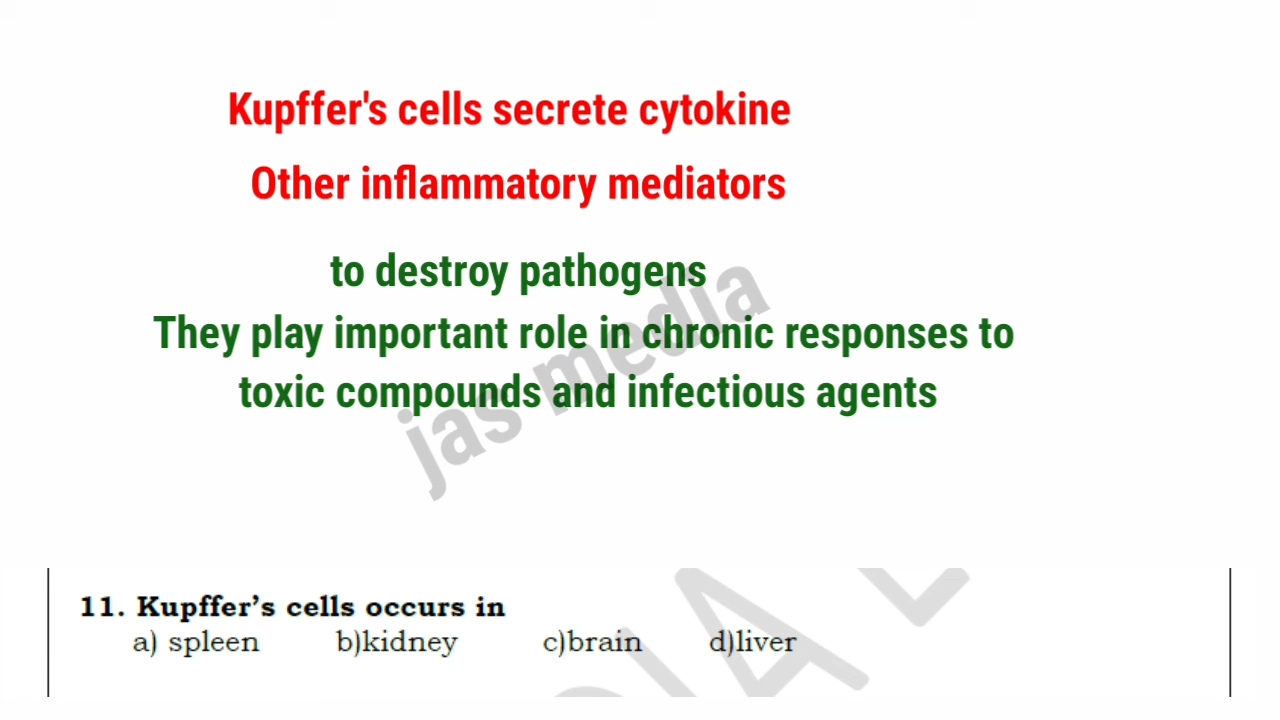 Kupffer's cells secrete cytokine
Other inflammatory mediators
to destroy pathogens
They play important role in chronic responses to
toxic compounds and infectious agents
jas media
11. Kupffer’s cells occurs in
a) spleen b)kidney c)brain d)liver